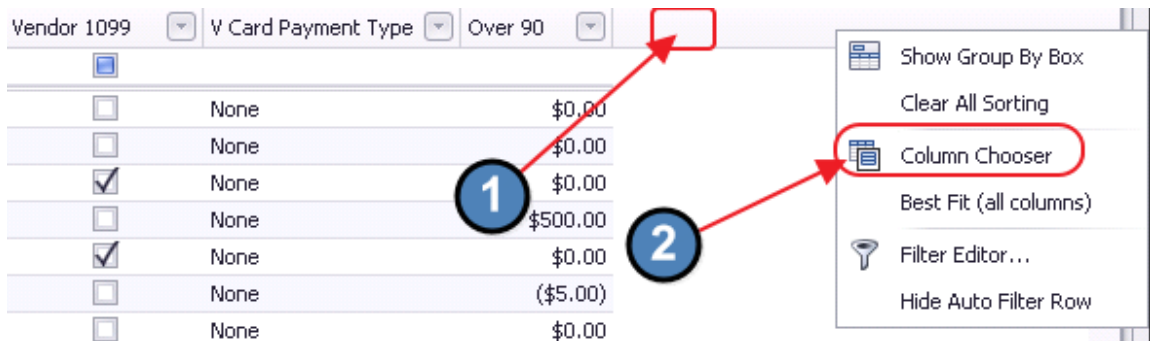 Vendor 1099 V Card Payment Type Over 90
Show Group By Box
None $0.00
Clear All Sorting
None $0.00
Column Chooser
None $0.00
1
Best Fit (all columns)
None $500.00
2
None $0.00
Filter Editor...
None ($5.00)
Hide Auto Filter Row
None $0.00